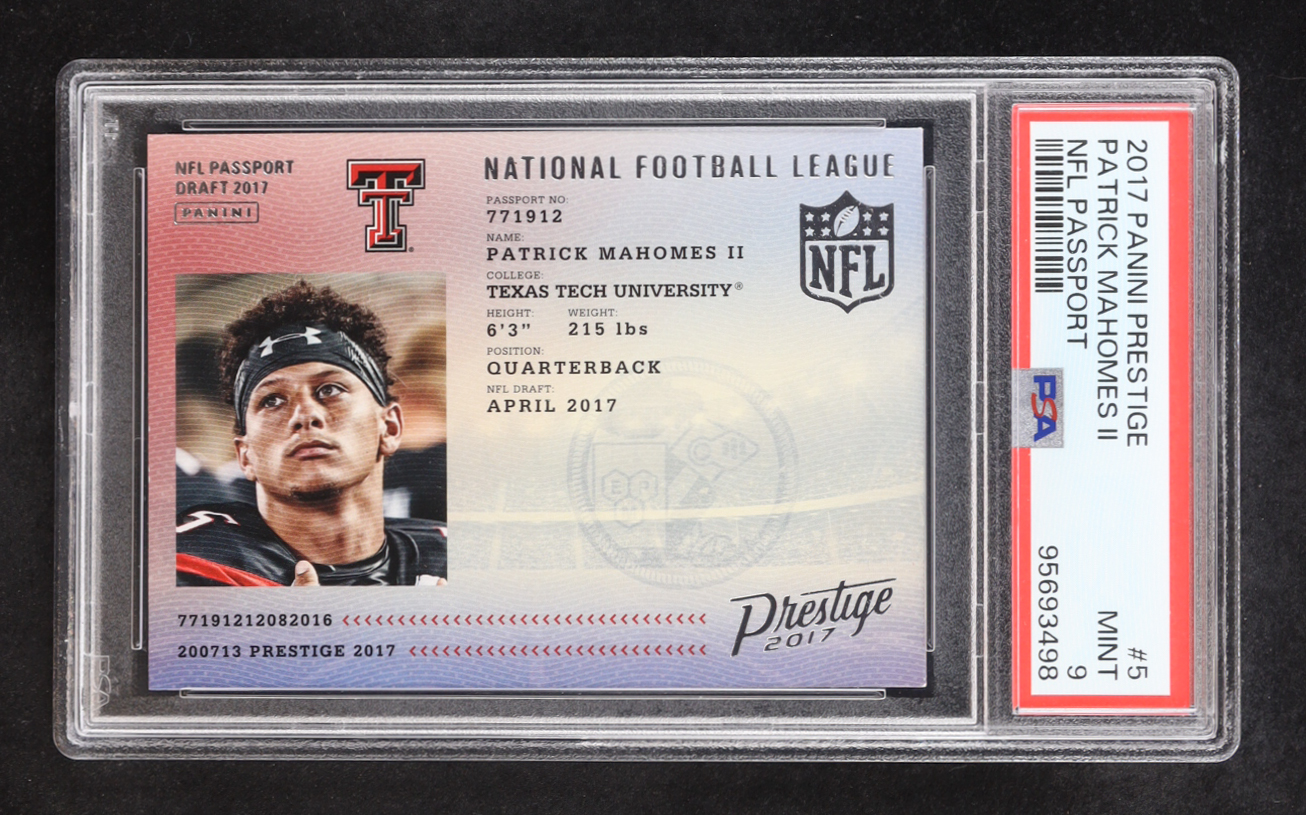 NFL PASSPORT
DRAFT 2017
PANINI
T
NATIONAL FOOTBALL LEAGUE
PASSPORT NO:
771912
NAME:
PATRICK MAHOMES II
COLLEGE:
TEXAS TECH UNIVERSITY®
HEIGHT: WEIGHT:
6'3" 215 lbs
POSITION:
QUARTERBACK
NFL DRAFT:
APRIL 2017
NFL
77191212082016 <<<<<<<<<<<<<<<<<<<<<<<<<<<<<<<<<<<<
200713 PRESTIGE 2017 <<<<<<<<<<<<<<<<<<<<<<<<<<<<<
Prestige
2017
2017 PANINI PRESTIGE #5
PATRICK MAHOMES II MINT
NFL PASSPORT 9
95693498
PSA